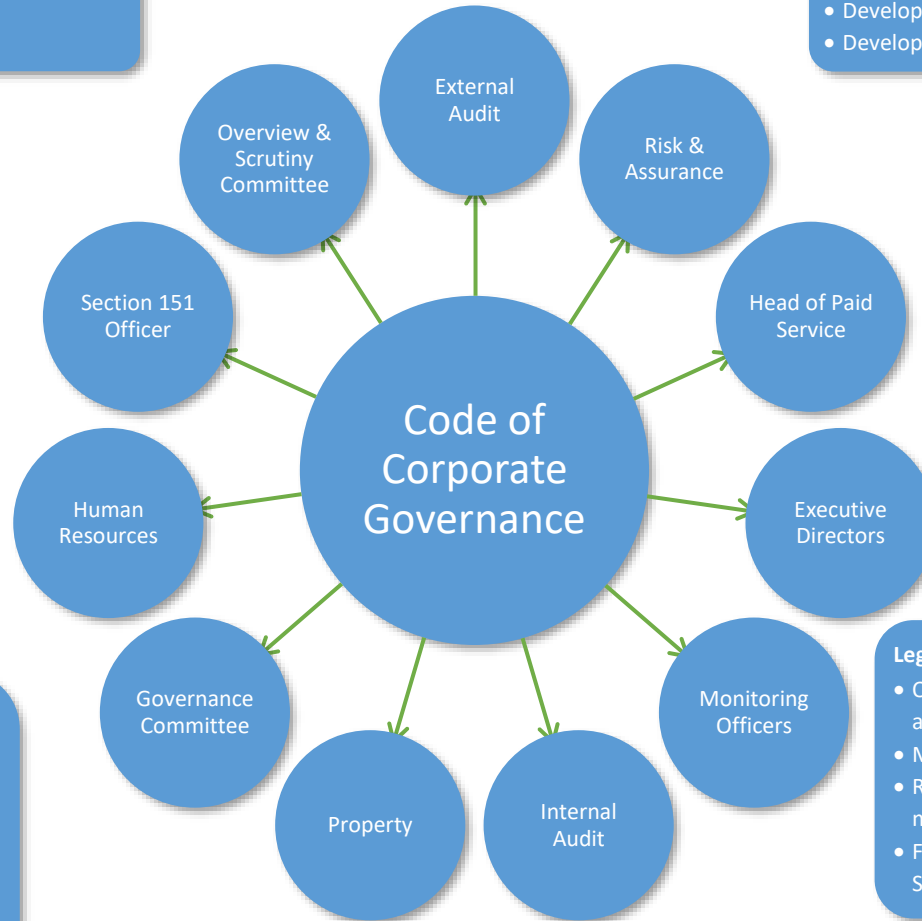 • Develop
• Develop
External
Audit
Overview &
Scrutiny
Committee
Risk &
Assurance
Section 151
Officer
Head of Paid
Service
Code of
Corporate
Governance
Human
Resources
Executive
Directors
Governance
Committee
Monitoring
Officers
Property
Internal
Audit